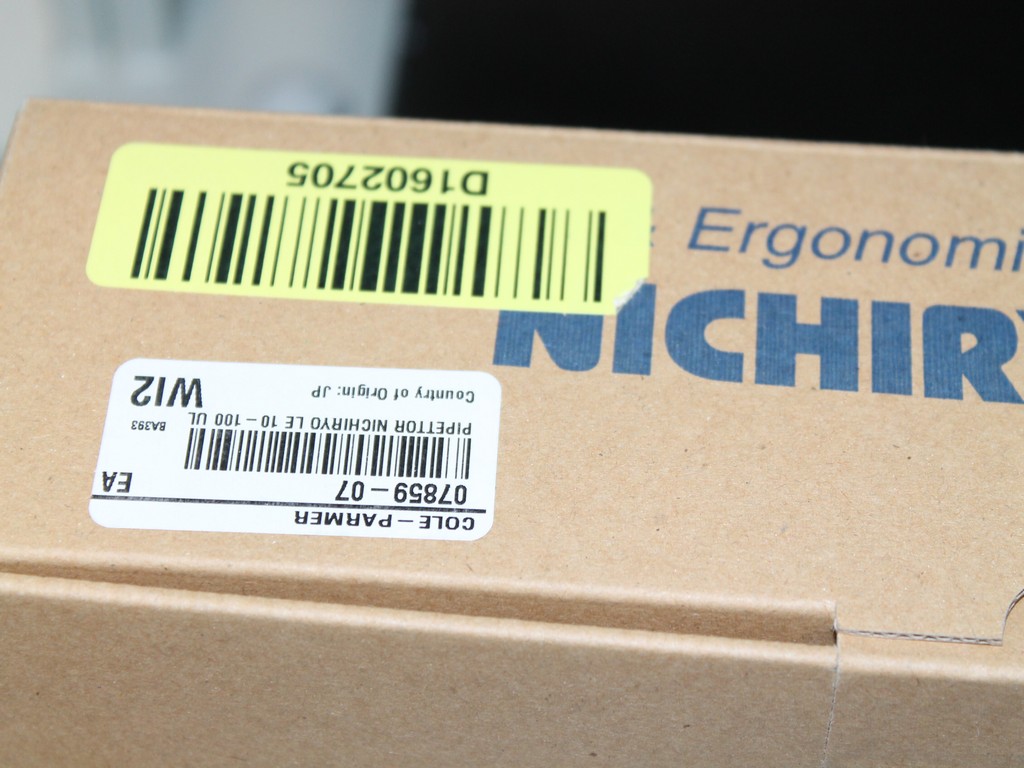 D1602705
Ergonomi
NICHIRY
COLE-PARMER
07859-07 EA
PIPETTOR NICHIRYO LE 10-100 UL BA393
Country of Origin: JP WI2